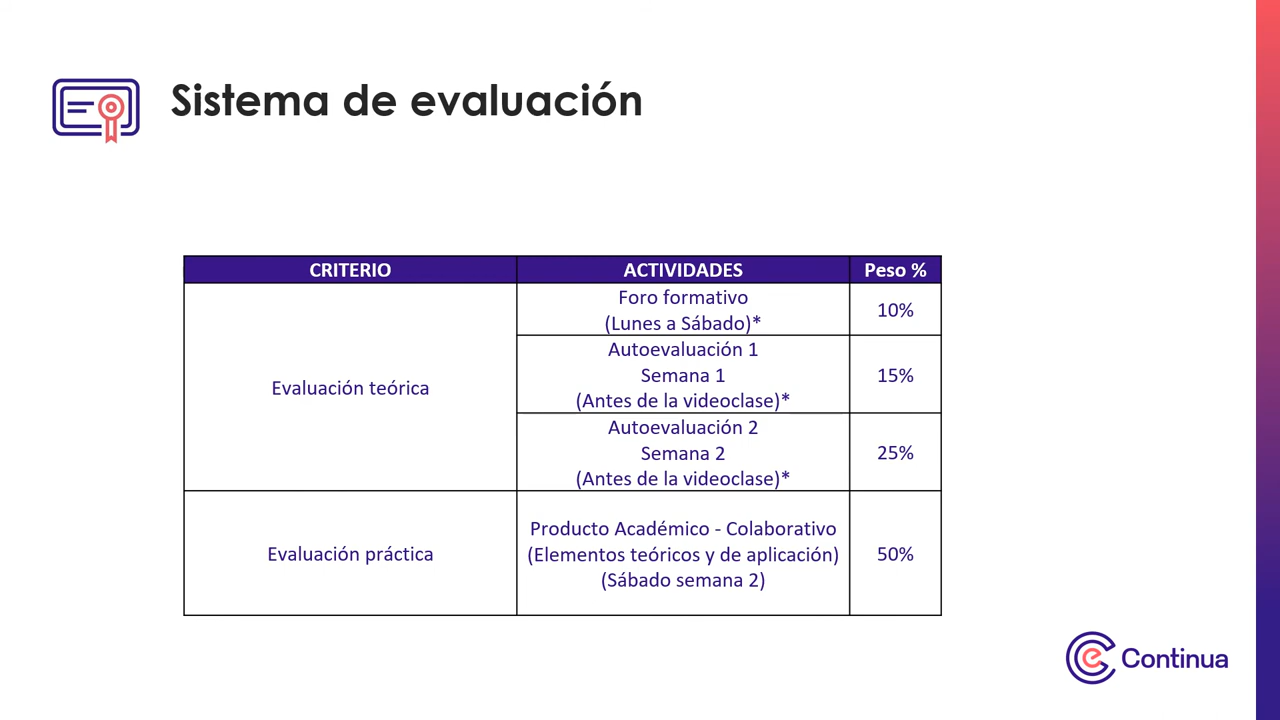 Sistema de evaluación
CRITERIO ACTIVIDADES Peso %
Evaluación teórica
Foro formativo
(Lunes a Sábado)*
10%
Autoevaluación 1
Semana 1
(Antes de la videoclase)*
15%
Autoevaluación 2
Semana 2
(Antes de la videoclase)*
25%
Evaluación práctica
Producto Académico - Colaborativo
(Elementos teóricos y de aplicación)
(Sábado semana 2)
50%
Continua